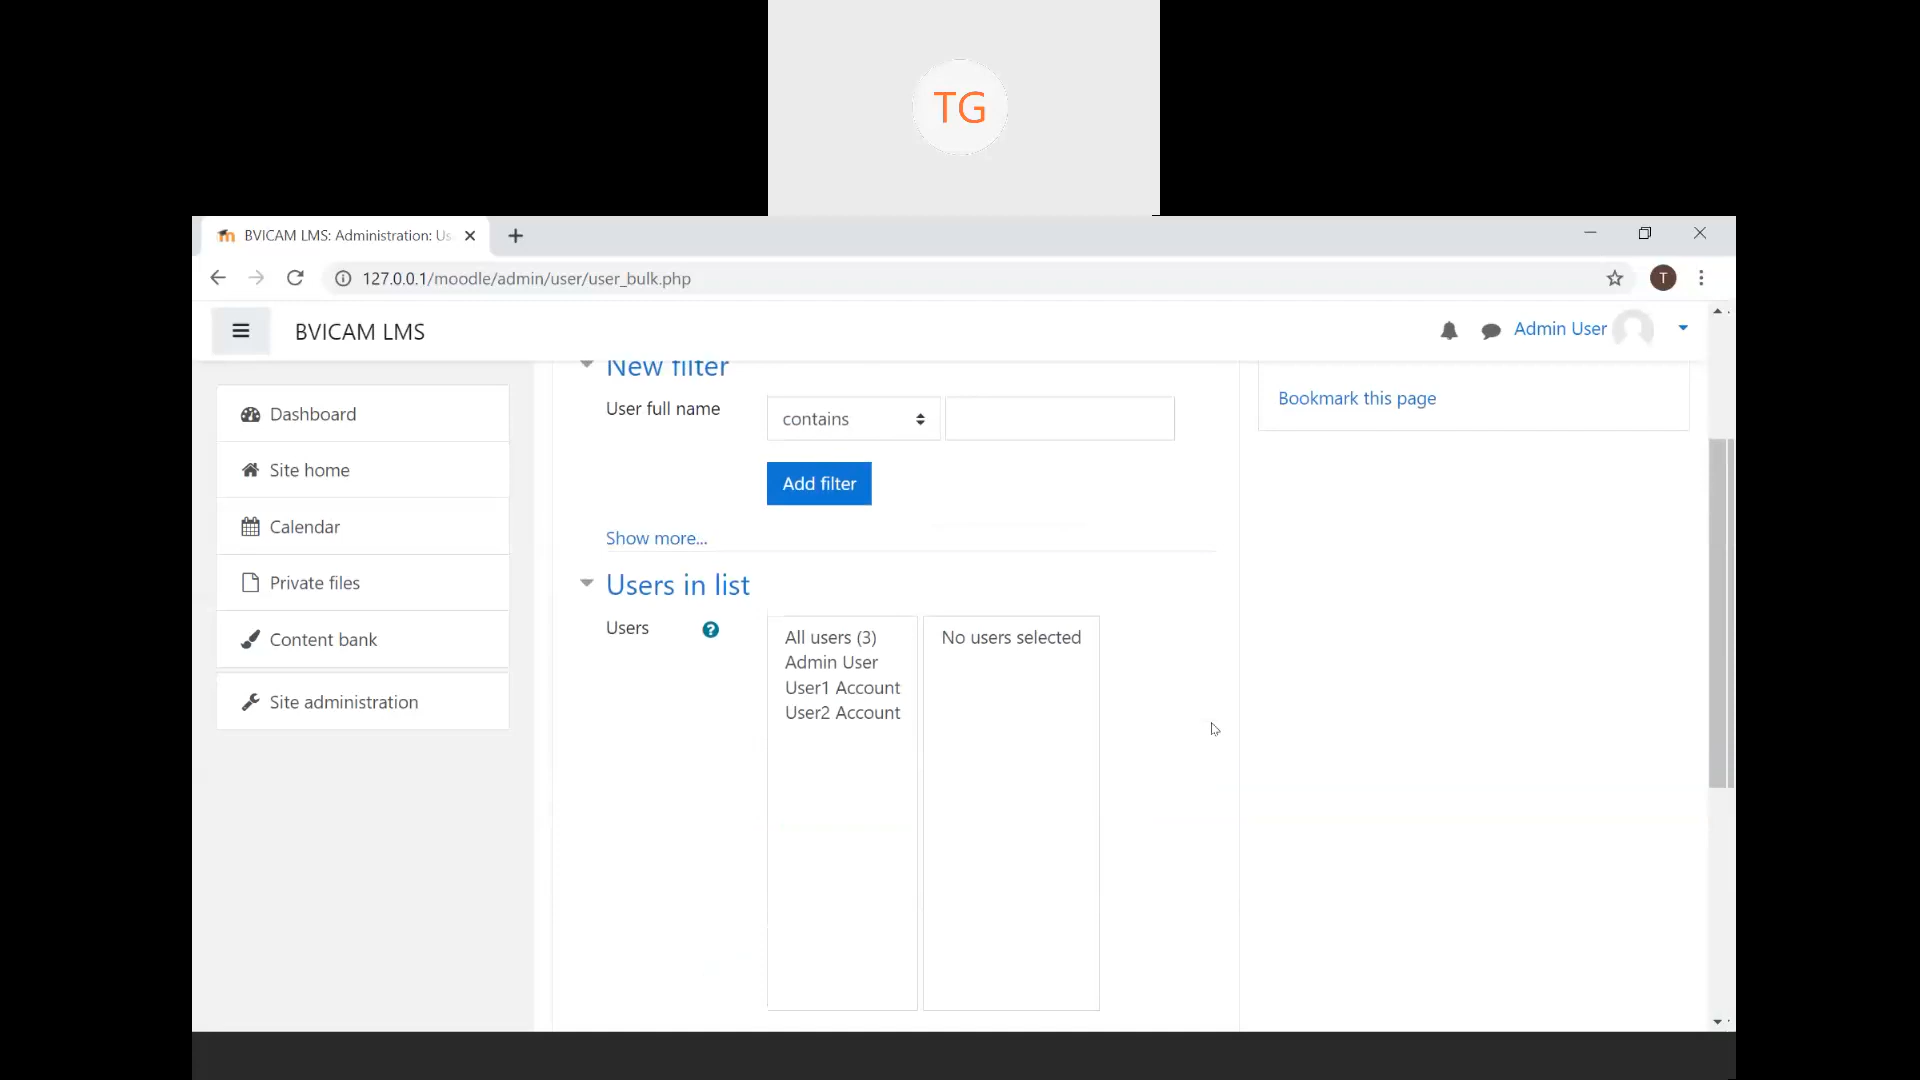 TG
BVICAM LMS: Administration: Us
127.0.0.1/moodle/admin/user/user_bulk.php
T
BVICAM LMS
Admin User
Dashboard
Site home
Calendar
Private files
Content bank
Site administration
New filter
User full name
contains
Add filter
Show more...
Users in list
Users
?
All users (3)
Admin User
User1 Account
User2 Account
No users selected
Bookmark this page